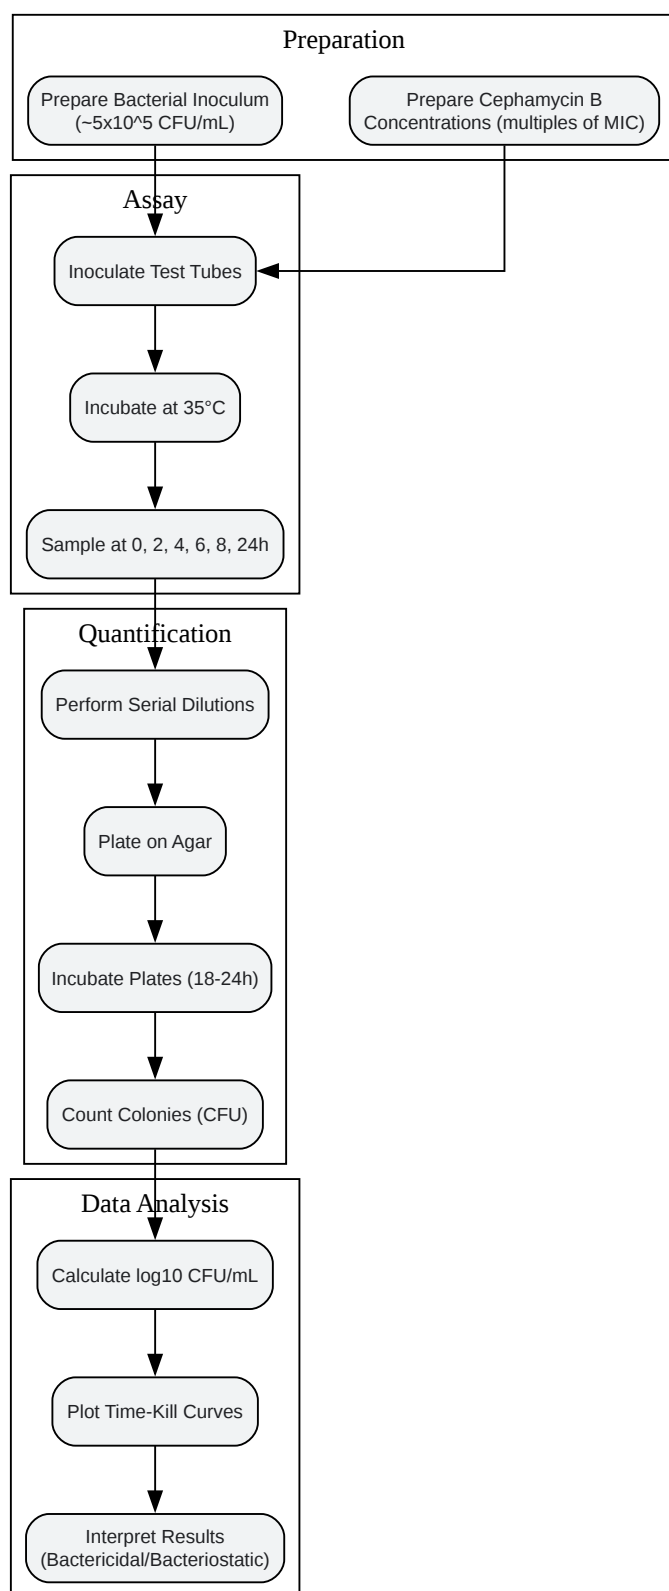 Preparation
Prepare Bacterial Inoculum
(~5x10^5 CFU/mL)
Prepare Cephamycin B
Concentrations (multiples of MIC)
Assay
Inoculate Test Tubes
Incubate at 35°C
Sample at 0, 2, 4, 6, 8, 24h
Quantification
Perform Serial Dilutions
Plate on Agar
Incubate Plates (18-24h)
Count Colonies (CFU)
Data Analysis
Calculate log10 CFU/mL
Plot Time-Kill Curves
Interpret Results
(Bactericidal/Bacteriostatic)